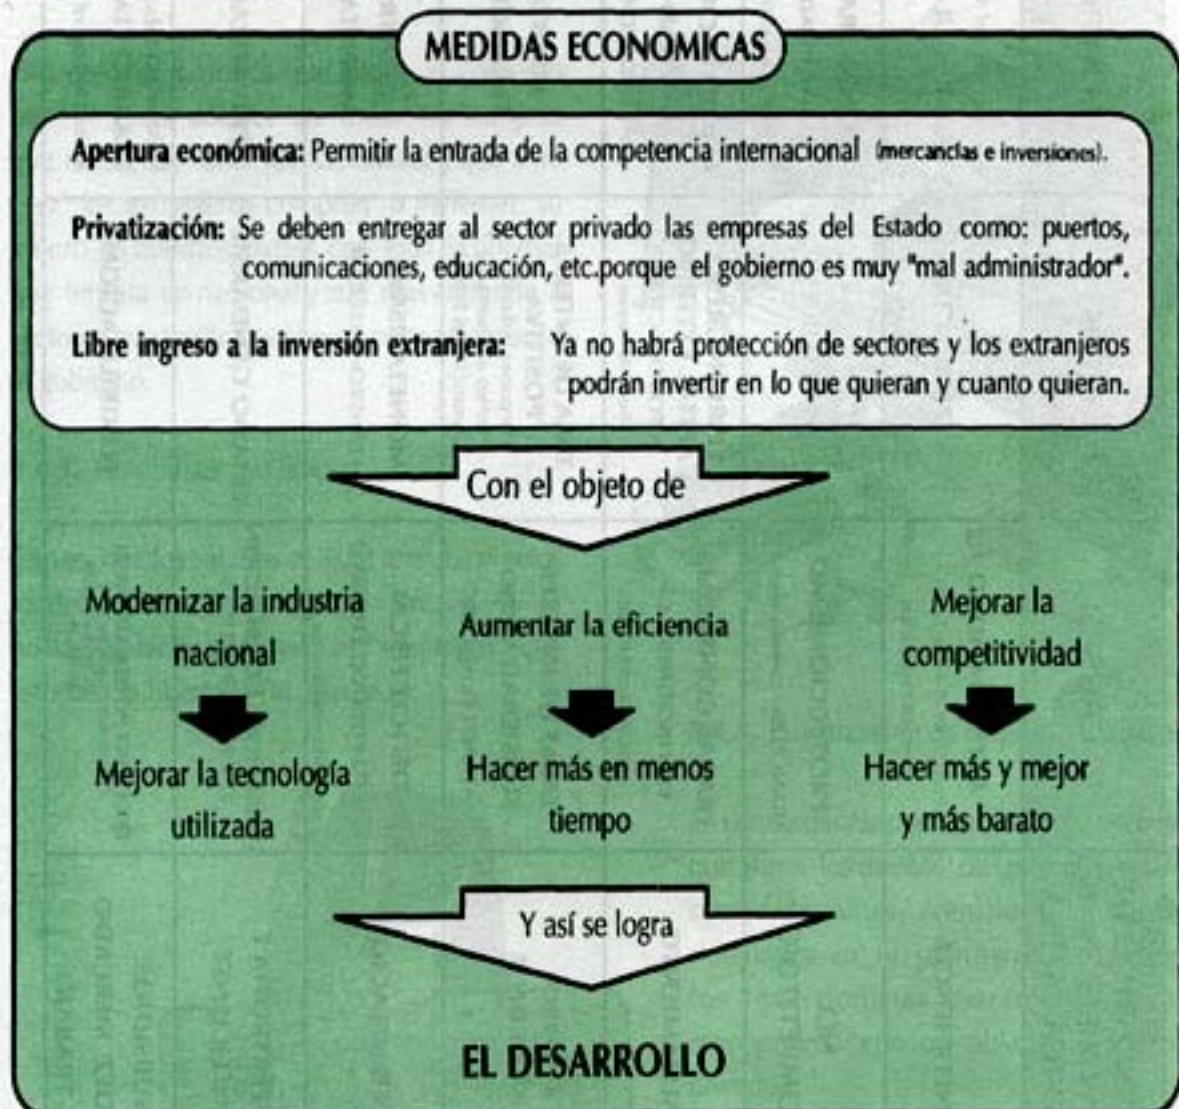 MEDIDAS ECONOMICAS
Apertura económica: Permitir la entrada de la competencia internacional (mercancías e inversiones).
Privatización: Se deben entregar al sector privado las empresas del Estado como: puertos,
comunicaciones, educación, etc.porque el gobierno es muy "mal administrador".
Libre ingreso a la inversión extranjera: Ya no habrá protección de sectores y los extranjeros
podrán invertir en lo que quieran y cuanto quieran.
Con el objeto de
Modernizar la industria
nacional
Aumentar la eficiencia
Mejorar la
competitividad
Mejorar la tecnología
utilizada
Hacer más en menos
tiempo
Hacer más y mejor
y más barato
Y así se logra
EL DESARROLLO